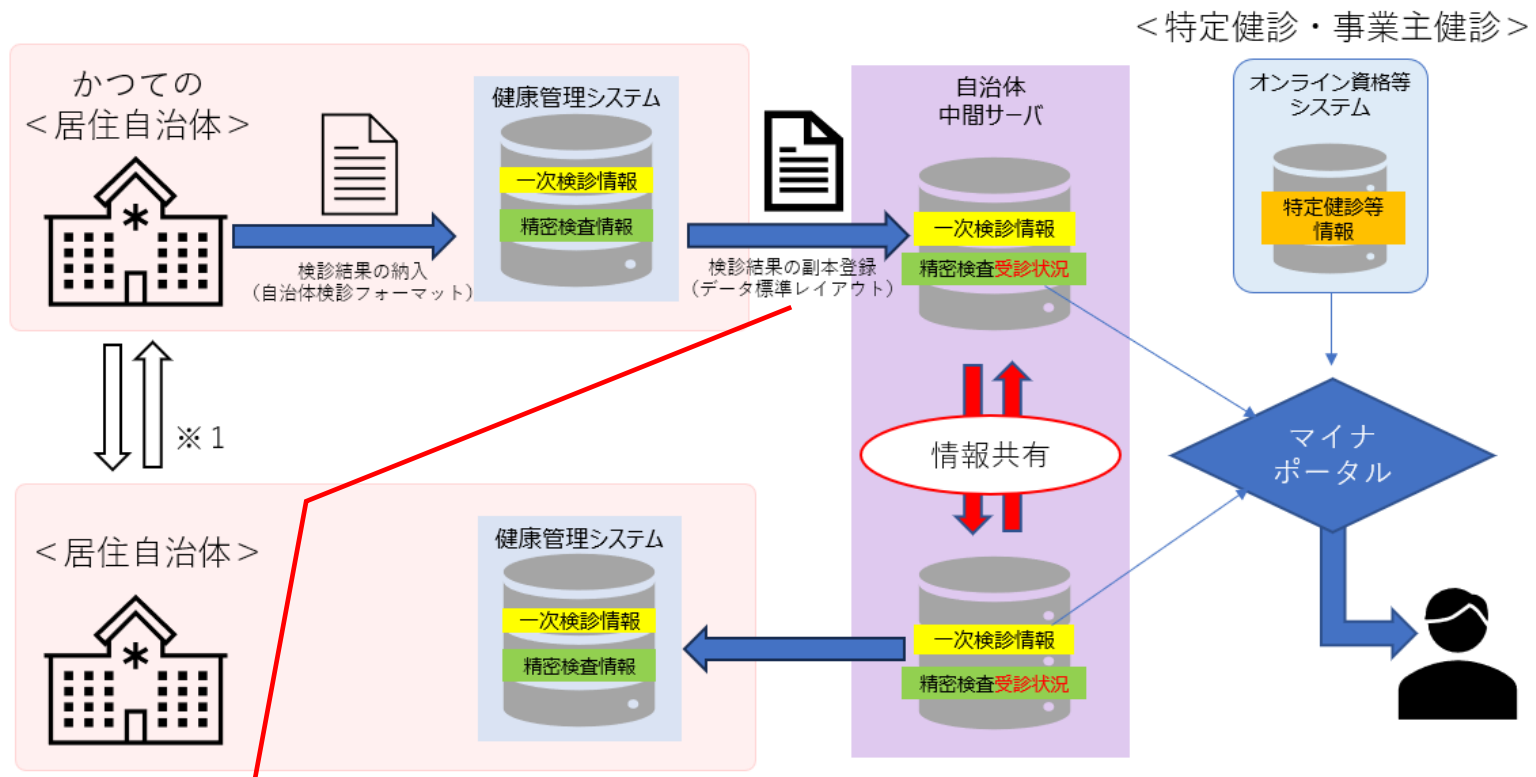 ＜特定健診・事業主健診＞
かつての
＜居住自治体＞
検診結果の納入
（自治体検診フォーマット）
健康管理システム
一次検診情報
精密検査情報
検診結果の副本登録
（データ標準レイアウト）
自治体
中間サーバ
一次検診情報
精密検査受診状況
オンライン資格等
システム
特定健診等
情報
※１
情報共有
マイナ
ポータル
＜居住自治体＞
健康管理システム
一次検診情報
精密検査情報
一次検診情報
精密検査受診状況